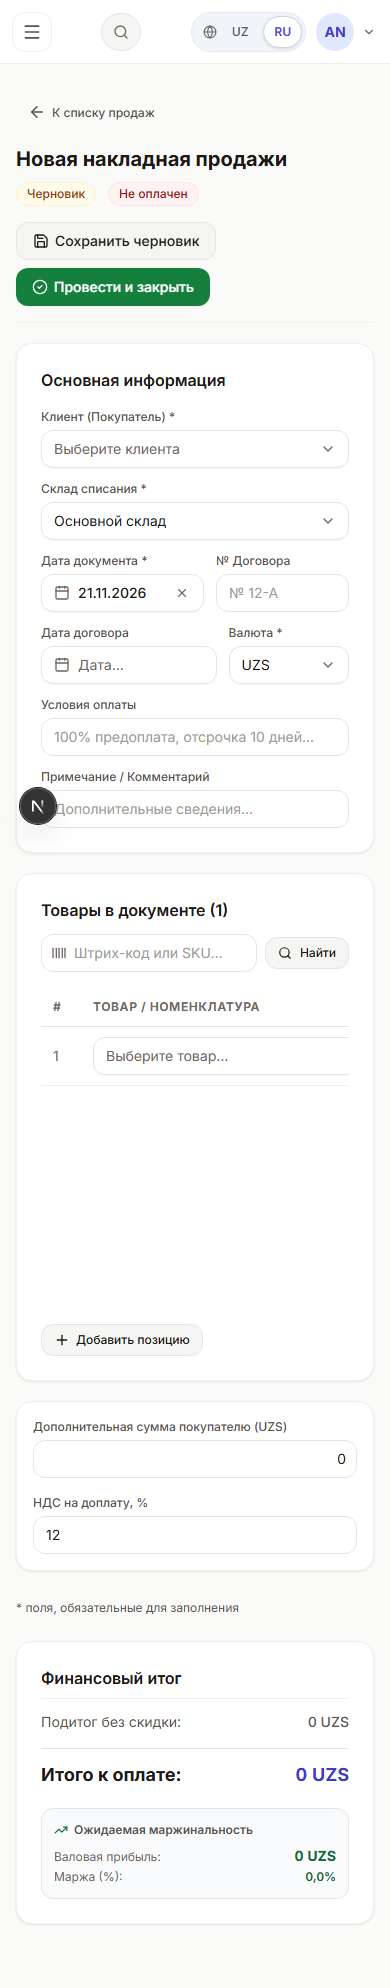 UZ RU AN
К списку продаж
Новая накладная продажи
Черновик Не оплачен
Сохранить черновик
Провести и закрыть
Основная информация
Клиент (Покупатель) *
Выберите клиента
Склад списания *
Основной склад
Дата документа * № Договора
21.11.2026 № 12-А
Дата договора Валюта *
Дата... UZS
Условия оплаты
100% предоплата, отсрочка 10 дней...
Примечание / Комментарий
N Дополнительные сведения...
Товары в документе (1)
Штрих-код или SKU... Найти
# ТОВАР / НОМЕНКЛАТУРА
1 Выберите товар...
Добавить позицию
Дополнительная сумма покупателю (UZS)
0
НДС на доплату, %
12
* поля, обязательные для заполнения
Финансовый итог
Подитог без скидки: 0 UZS
Итого к оплате: 0 UZS
Ожидаемая маржинальность
Валовая прибыль: 0 UZS
Маржа (%): 0,0%